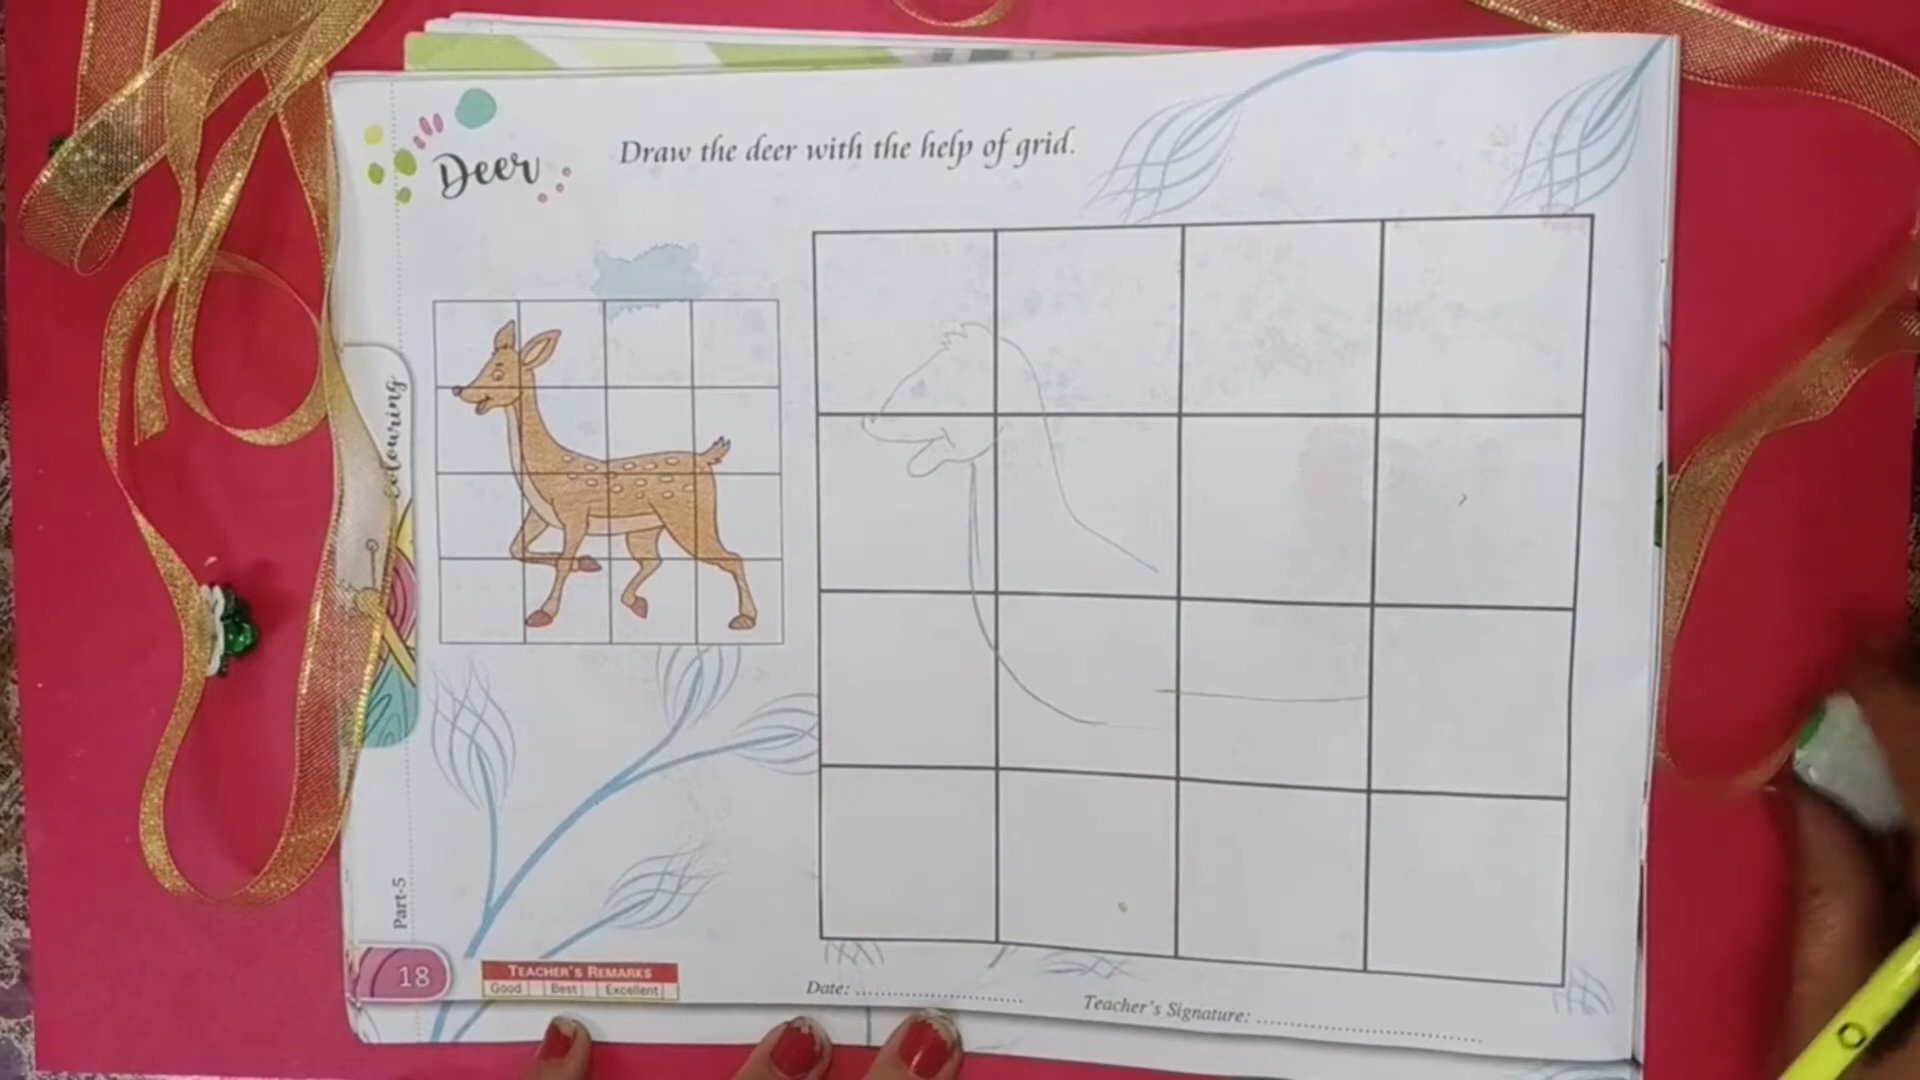 Deer
Draw the deer with the help of grid.
Part-5
18
TEACHER'S REMARKS
Good Best Excellent
Date: ..............................
Teacher's Signature: ........................................